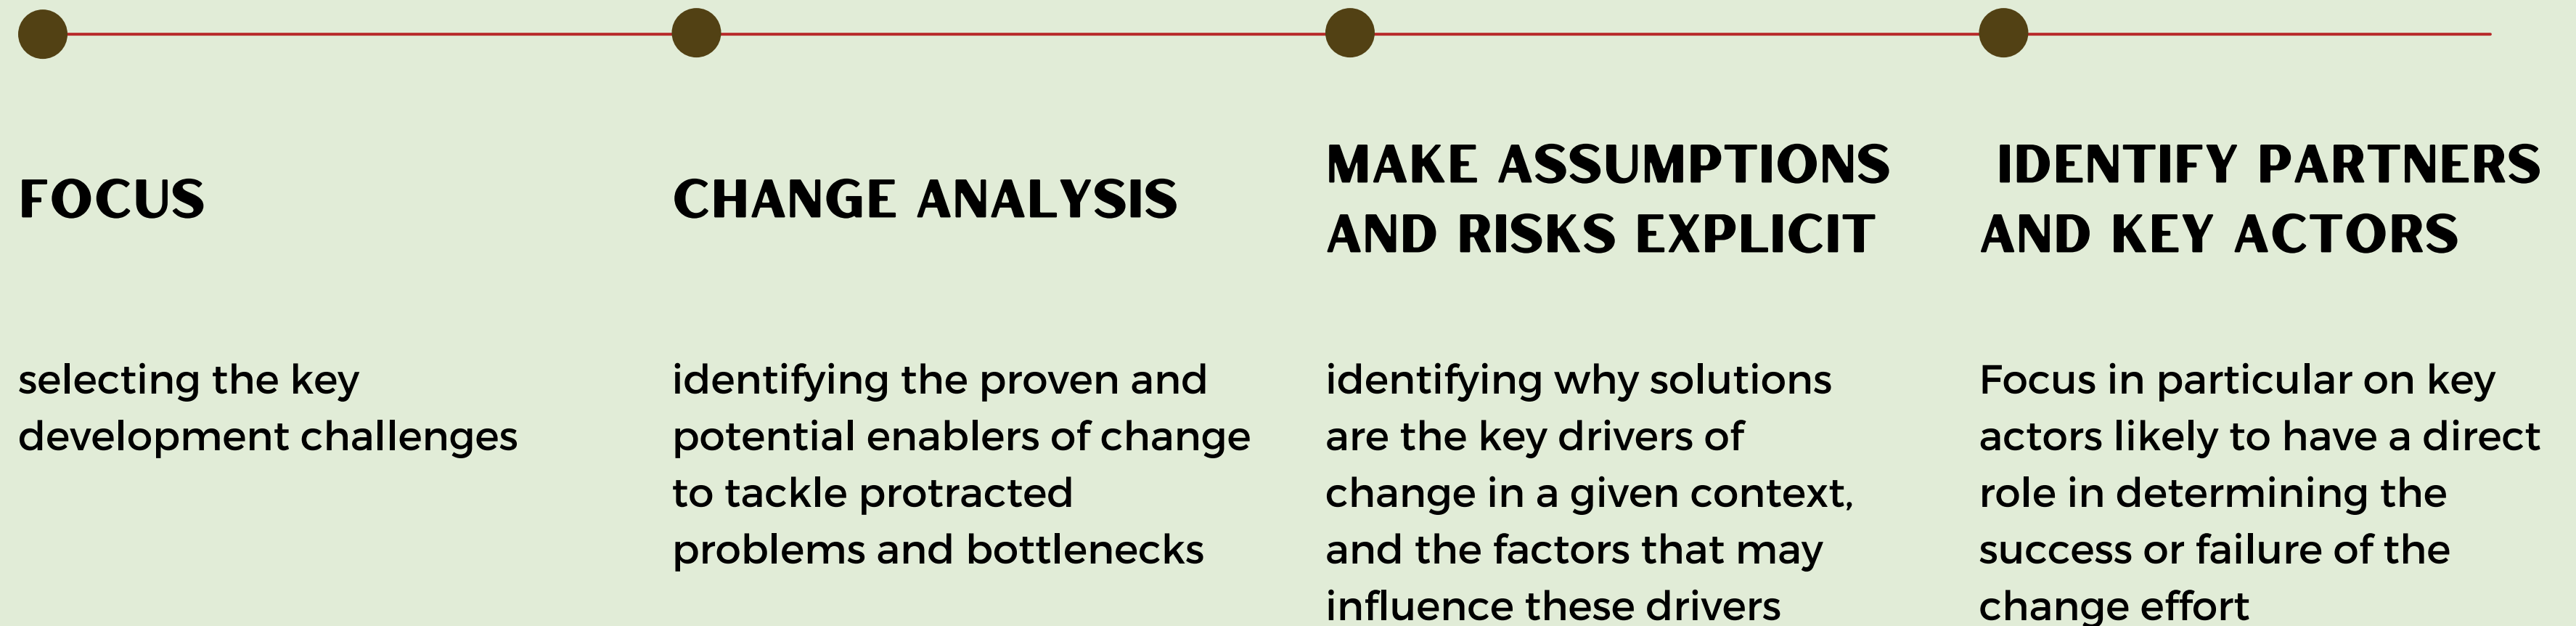 FOCUS
selecting the key
development challenges
CHANGE ANALYSIS
identifying the proven and
potential enablers of change
to tackle protracted
problems and bottlenecks
MAKE ASSUMPTIONS
AND RISKS EXPLICIT
identifying why solutions
are the key drivers of
change in a given context,
and the factors that may
influence these drivers
IDENTIFY PARTNERS
AND KEY ACTORS
Focus in particular on key
actors likely to have a direct
role in determining the
success or failure of the
change effort